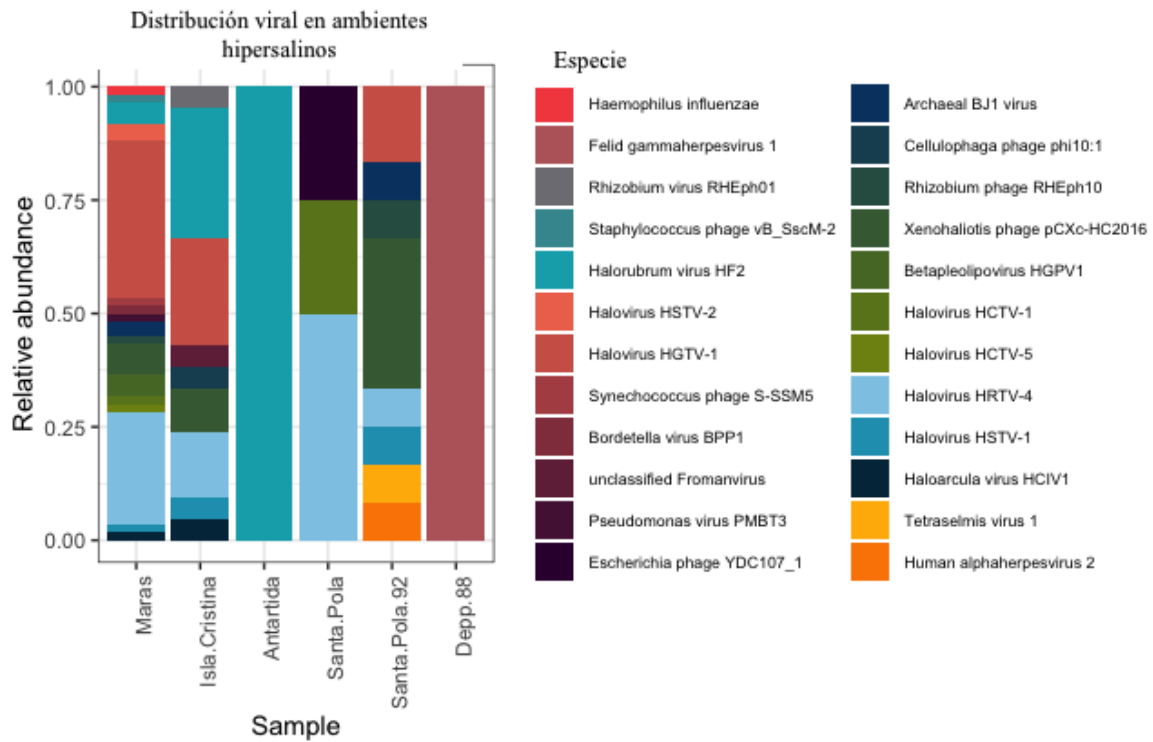 Distribución viral en ambientes
hipersalinos
Relative abundance
1.00
0.75
0.50
0.25
0.00
Maras
Isla.Cristina
Antartida
Santa.Pola
Santa.Pola.92
Depp.88
Sample
Especie
Haemophilus influenzae
Felid gammaherpesvirus 1
Rhizobium virus RHEph01
Staphylococcus phage vB_SscM-2
Halorubrum virus HF2
Halovirus HSTV-2
Halovirus HGTV-1
Synechococcus phage S-SSM5
Bordetella virus BPP1
unclassified Fromanvirus
Pseudomonas virus PMBT3
Escherichia phage YDC107_1
Archaeal BJ1 virus
Cellulophaga phage phi10:1
Rhizobium phage RHEph10
Xenohaliotis phage pCXc-HC2016
Betapleolipovirus HGPV1
Halovirus HCTV-1
Halovirus HCTV-5
Halovirus HRTV-4
Halovirus HSTV-1
Haloarcula virus HCIV1
Tetraselmis virus 1
Human alphaherpesvirus 2